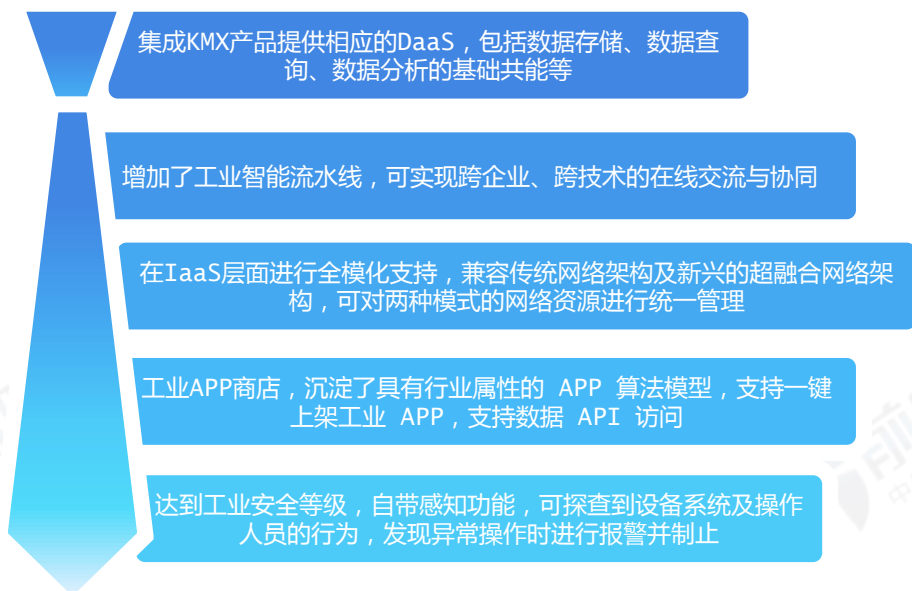 集成KMX产品提供相应的DaaS，包括数据存储、数据查
询、数据分析的基础共能等
增加了工业智能流水线，可实现跨企业、跨技术的在线交流与协同
在IaaS层面进行全模化支持，兼容传统网络架构及新兴的超融合网络架
构，可对两种模式的网络资源进行统一管理
工业APP商店，沉淀了具有行业属性的 APP 算法模型，支持一键
上架工业 APP，支持数据 API 访问
达到工业安全等级，自带感知功能，可探查到设备系统及操作
人员的行为，发现异常操作时进行报警并制止